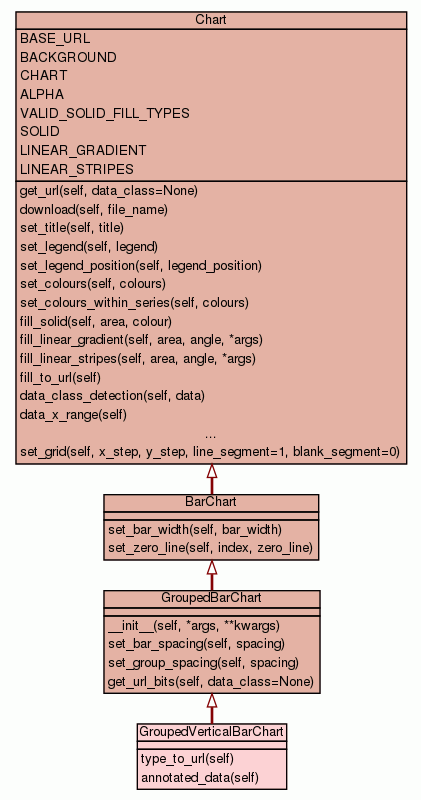 Chart
BASE_URL
BACKGROUND
CHART
ALPHA
VALID_SOLID_FILL_TYPES
SOLID
LINEAR_GRADIENT
LINEAR_STRIPES
get_url(self, data_class=None)
download(self, file_name)
set_title(self, title)
set_legend(self, legend)
set_legend_position(self, legend_position)
set_colours(self, colours)
set_colours_within_series(self, colours)
fill_solid(self, area, colour)
fill_linear_gradient(self, area, angle, *args)
fill_linear_stripes(self, area, angle, *args)
fill_to_url(self)
data_class_detection(self, data)
data_x_range(self)
...
set_grid(self, x_step, y_step, line_segment=1, blank_segment=0)
BarChart
set_bar_width(self, bar_width)
set_zero_line(self, index, zero_line)
GroupedBarChart
__init__(self, *args, **kwargs)
set_bar_spacing(self, spacing)
set_group_spacing(self, spacing)
get_url_bits(self, data_class=None)
GroupedVerticalBarChart
type_to_url(self)
annotated_data(self)